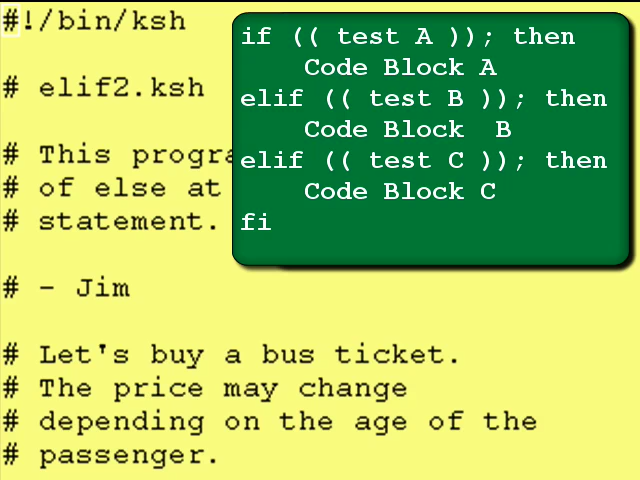 #!/bin/ksh
# elif2.ksh
# This progra
# of else at
# statement.
# - Jim
# Let's buy a bus ticket.
# The price may change
# depending on the age of the
# passenger.
if (( test A )); then
    Code Block A
elif (( test B )); then
    Code Block  B
elif (( test C )); then
    Code Block C
fi